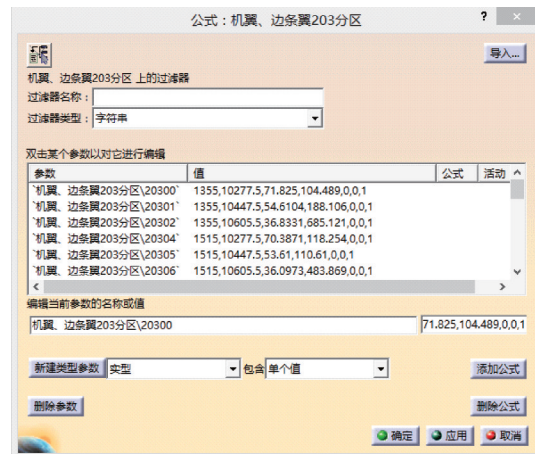 公式：机翼、边条翼203分区 ? ×
导入...
机翼、边条翼203分区 上的过滤器
过滤器名称：
过滤器类型：字符串
双击某个参数以对它进行编辑
参数 值 公式 活动
`机翼、边条翼203分区\20300` 1355,10277.5,71.825,104.489,0,0,1
`机翼、边条翼203分区\20301` 1355,10447.5,54.6104,188.106,0,0,1
`机翼、边条翼203分区\20302` 1355,10605.5,36.8331,685.121,0,0,1
`机翼、边条翼203分区\20304` 1515,10277.5,70.3871,118.254,0,0,1
`机翼、边条翼203分区\20305` 1515,10447.5,53.61,110.61,0,0,1
`机翼、边条翼203分区\20306` 1515,10605.5,36.0973,483.869,0,0,1
编辑当前参数的名称或值
机翼、边条翼203分区\20300 71.825,104.489,0,0,1
新建类型参数 实型 包含 单个值 添加公式
删除参数 删除公式
确定 应用 取消